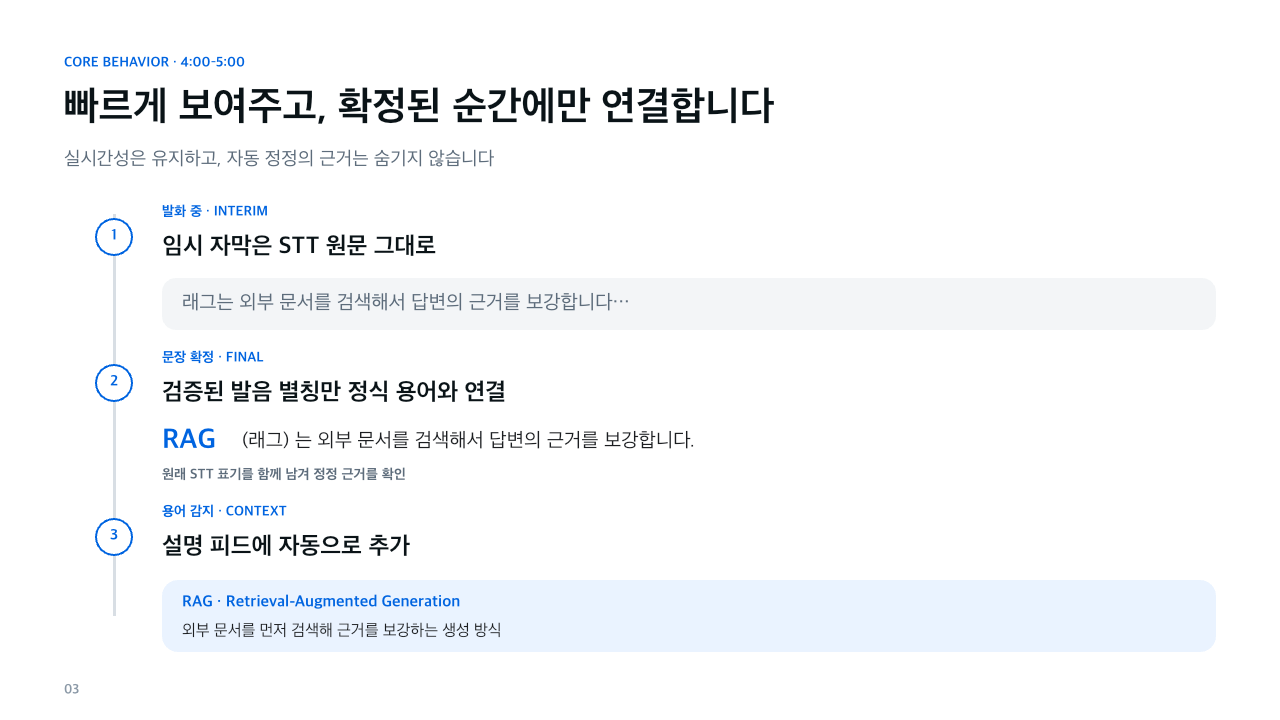 CORE BEHAVIOR · 4:00-5:00
빠르게 보여주고, 확정된 순간에만 연결합니다
실시간성은 유지하고, 자동 정정의 근거는 숨기지 않습니다
발화 중 · INTERIM
1
임시 자막은 STT 원문 그대로
래그는 외부 문서를 검색해서 답변의 근거를 보강합니다…
문장 확정 · FINAL
2
검증된 발음 별칭만 정식 용어와 연결
RAG (래그) 는 외부 문서를 검색해서 답변의 근거를 보강합니다.
원래 STT 표기를 함께 남겨 정정 근거를 확인
용어 감지 · CONTEXT
3
설명 피드에 자동으로 추가
RAG · Retrieval-Augmented Generation
외부 문서를 먼저 검색해 근거를 보강하는 생성 방식
03